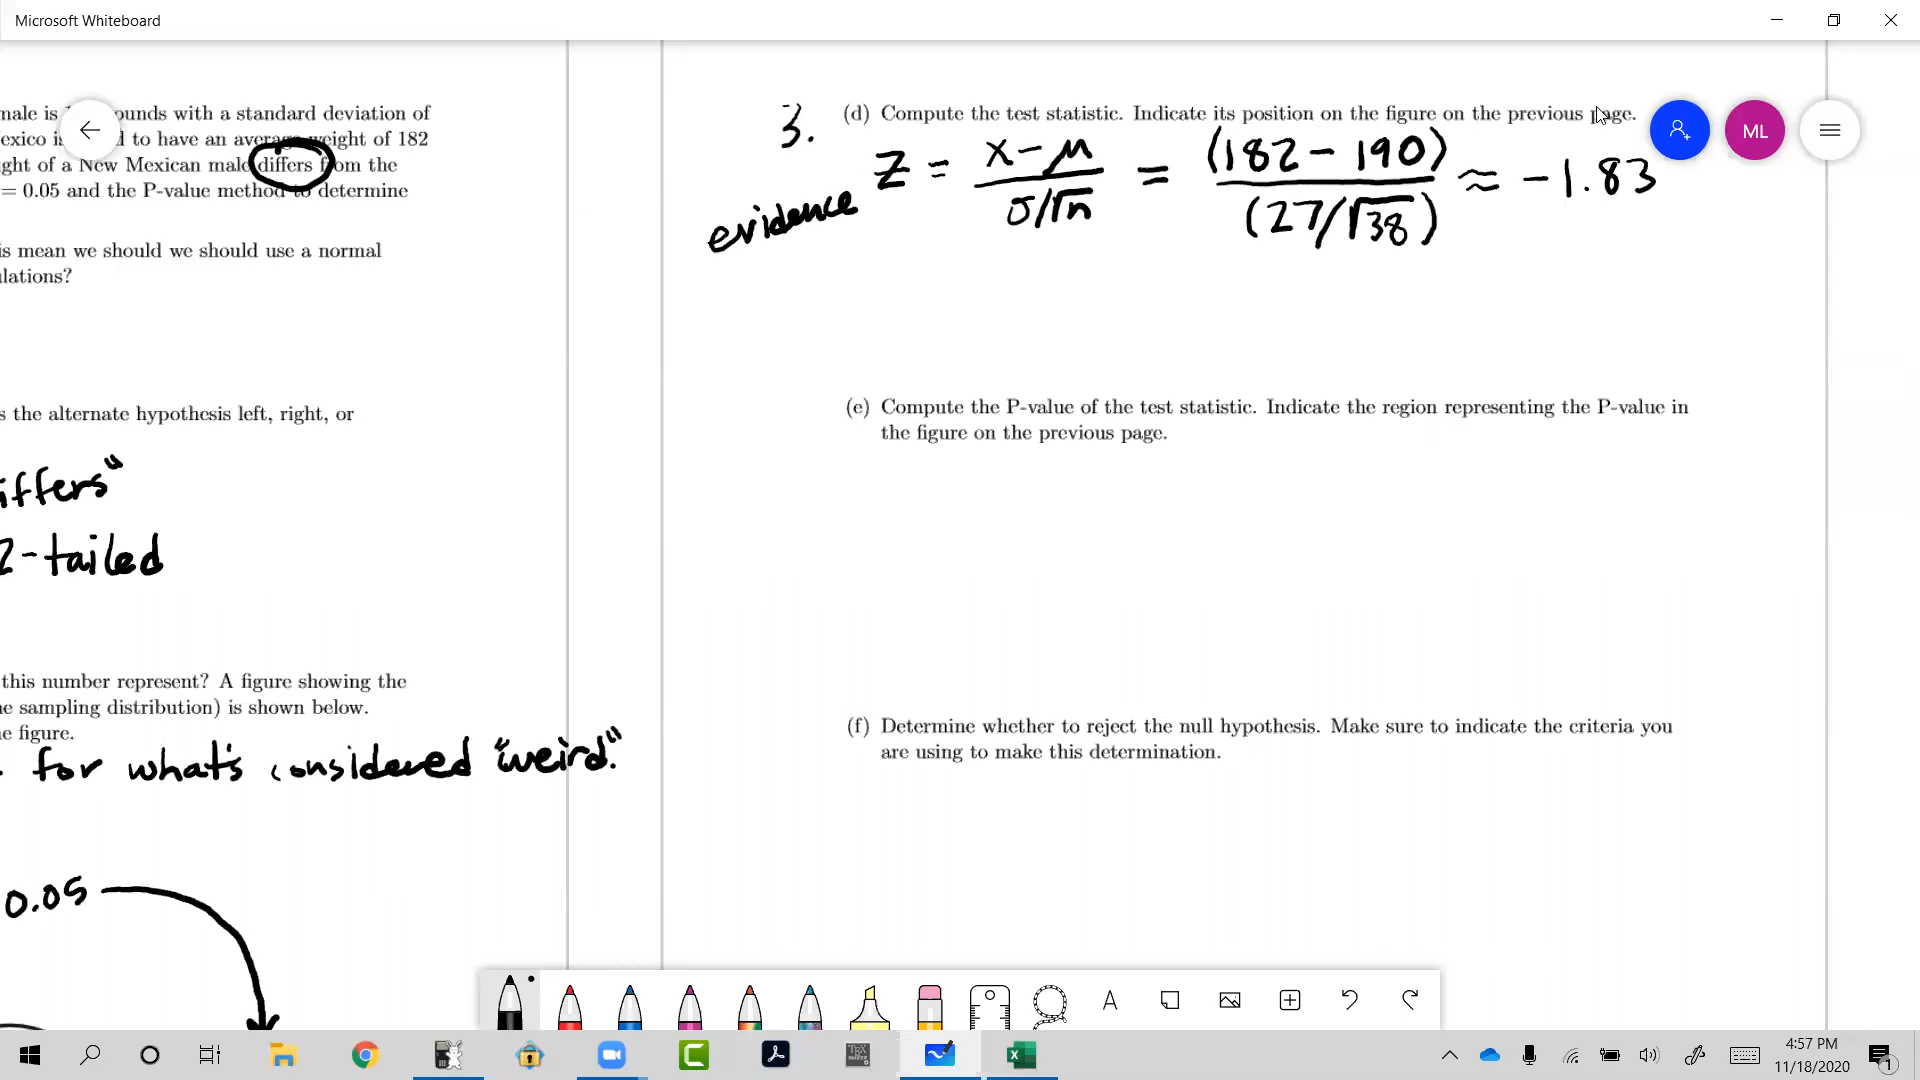 Microsoft Whiteboard
male is ounds with a standard deviation of
exico is d to have an average weight of 182
ght of a New Mexican male differs from the
= 0.05 and the P-value method to determine
is mean we should we should use a normal
lations?
s the alternate hypothesis left, right, or
iffers"
2-tailed
this number represent? A figure showing the
e sampling distribution) is shown below.
e figure.
for what's considered "weird."
0.05
3.
(d) Compute the test statistic. Indicate its position on the figure on the previous page.
evidence
Z = x-μ / σ/√n = (182-190) / (27/√38) ≈ -1.83
(e) Compute the P-value of the test statistic. Indicate the region representing the P-value in
the figure on the previous page.
(f) Determine whether to reject the null hypothesis. Make sure to indicate the criteria you
are using to make this determination.
ML
A
4:57 PM
11/18/2020
1